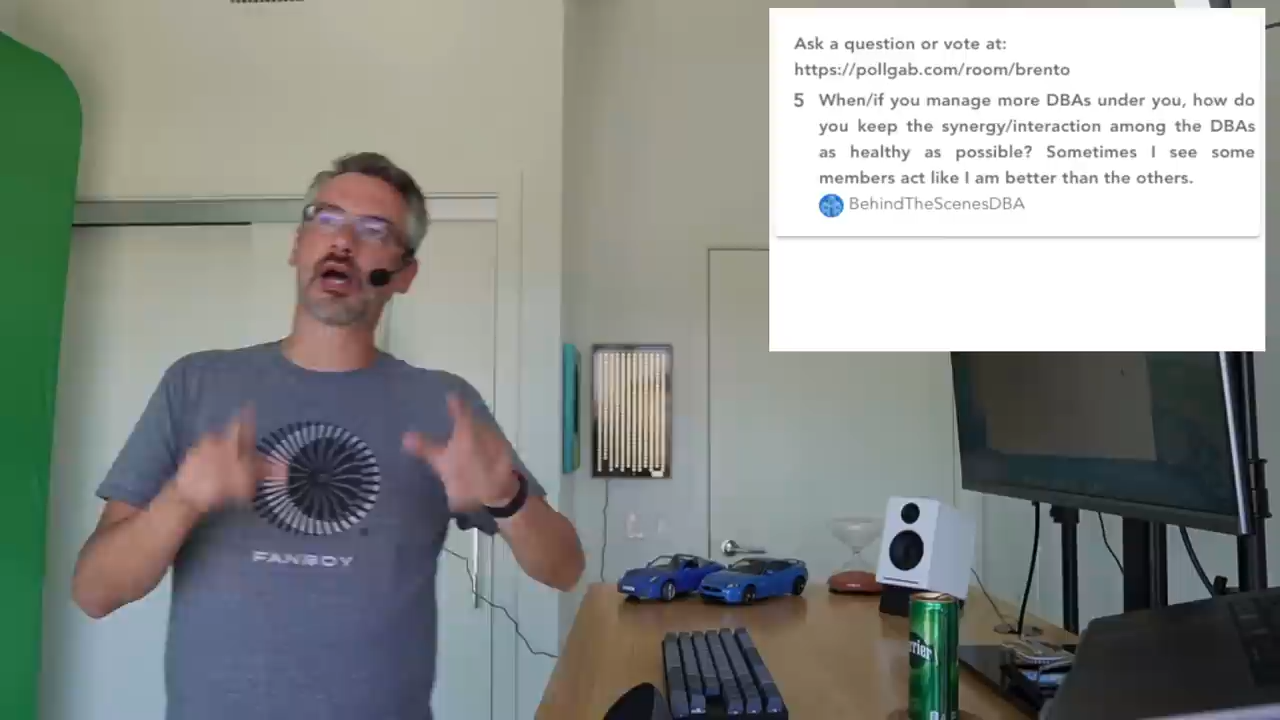 Ask a question or vote at:
https://pollgab.com/room/brento
5 When/if you manage more DBAs under you, how do
you keep the synergy/interaction among the DBAs
as healthy as possible? Sometimes I see some
members act like I am better than the others.
BehindTheScenesDBA
FANBOY
rrier